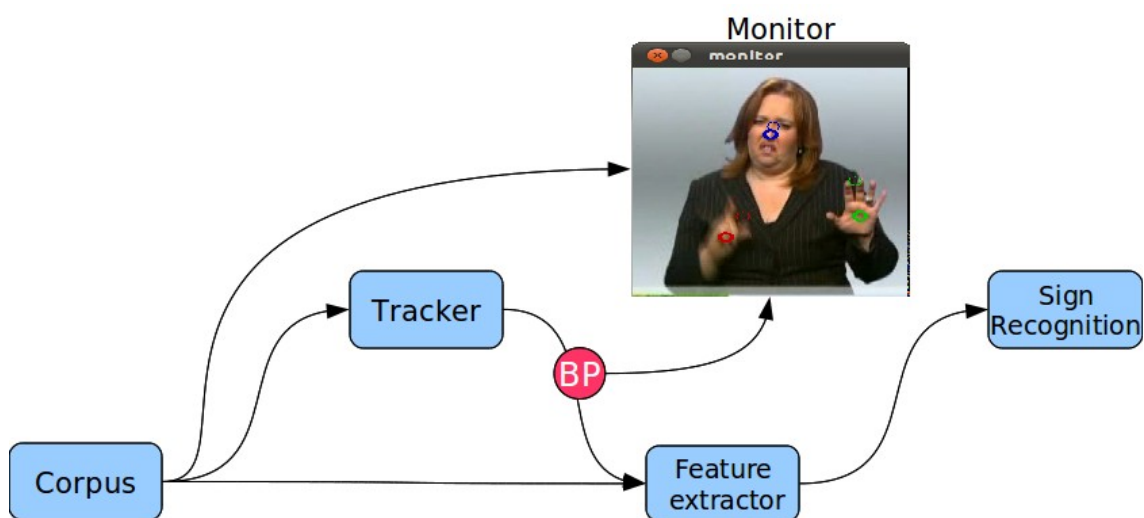 Monitor
monitor
Tracker
Sign
Recognition
BP
Corpus
Feature
extractor